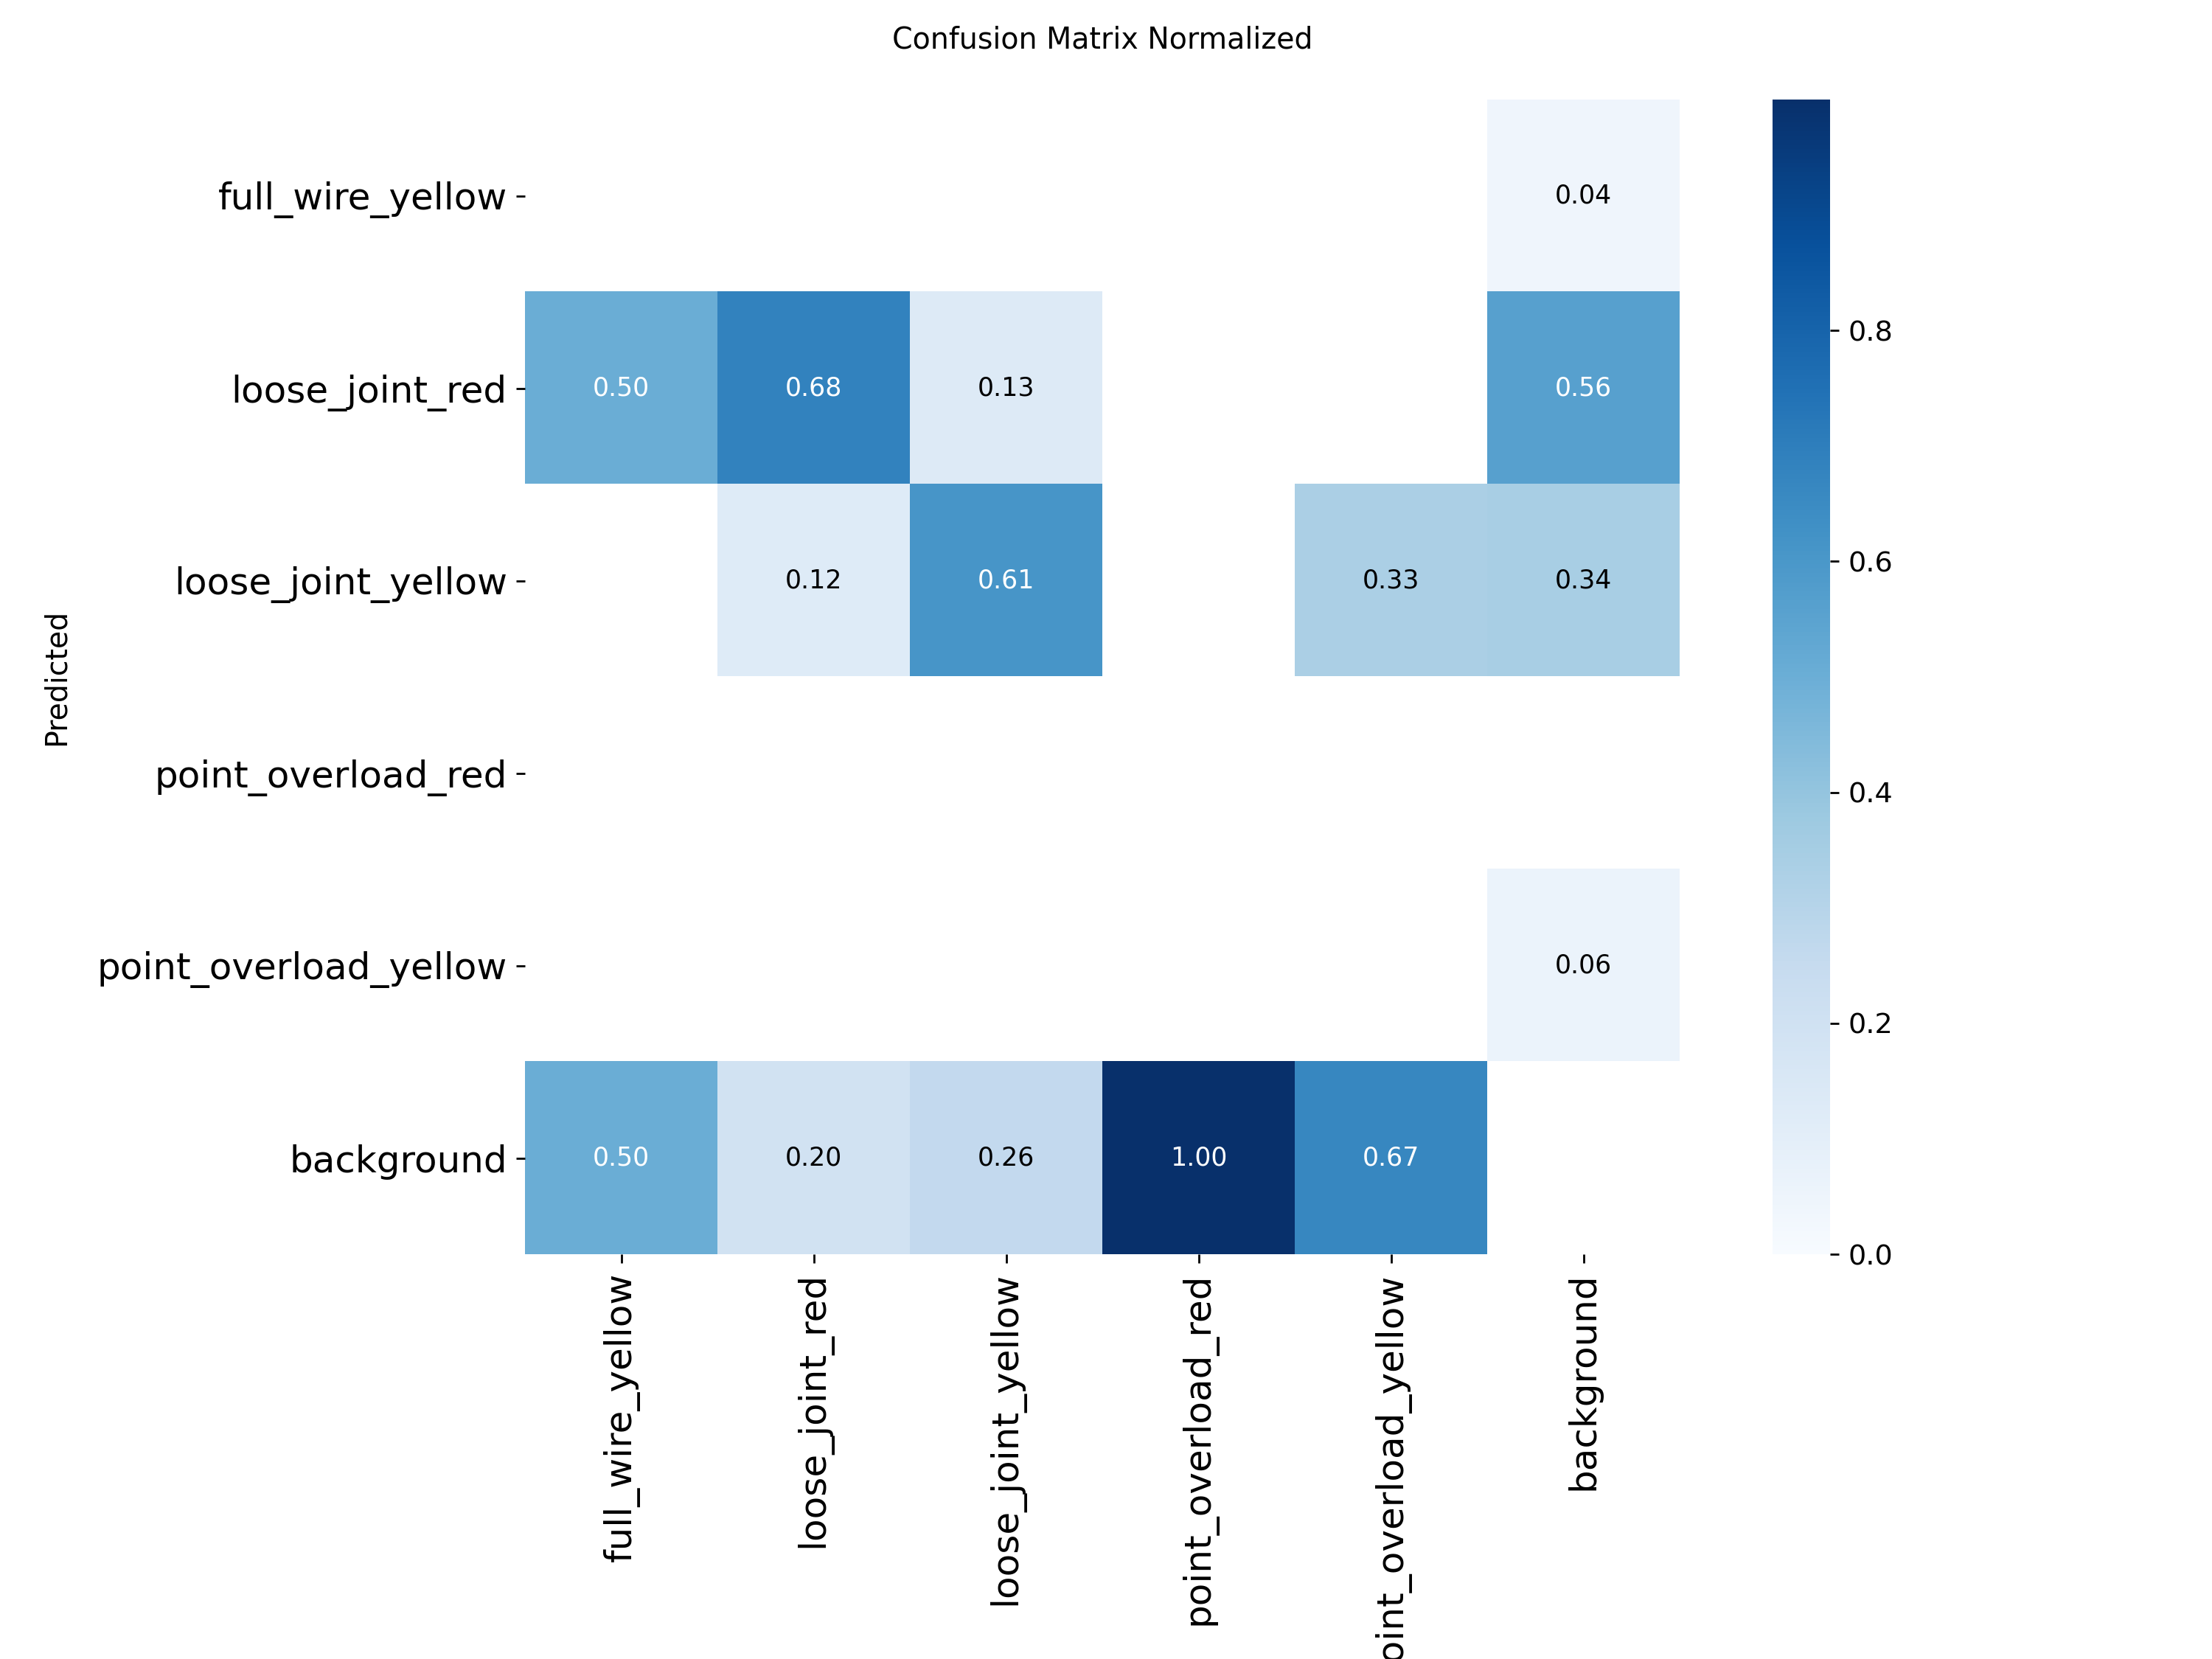 Confusion Matrix Normalized
full_wire_yellow
0.04
loose_joint_red
0.50
0.68
0.13
0.56
loose_joint_yellow
0.12
0.61
0.33
0.34
point_overload_red
point_overload_yellow
0.06
background
0.50
0.20
0.26
1.00
0.67
Predicted
full_wire_yellow
loose_joint_red
loose_joint_yellow
point_overload_red
oint_overload_yellow
background
0.8
0.6
0.4
0.2
0.0